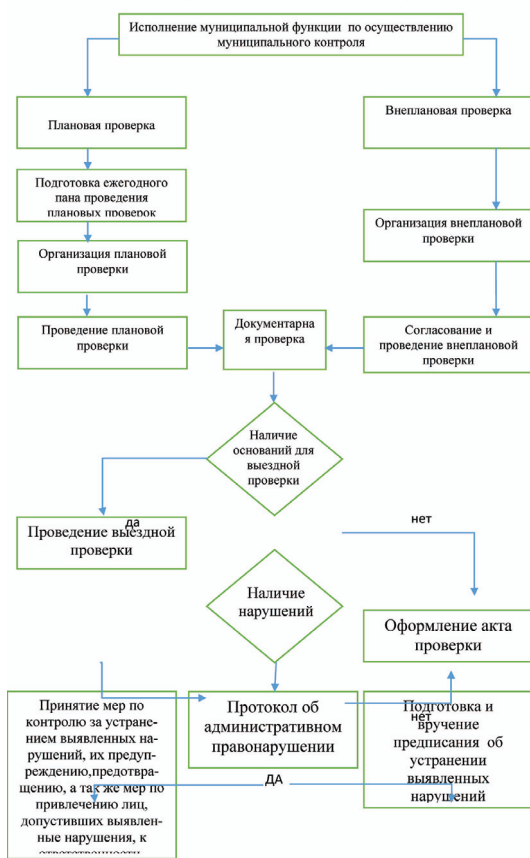 Исполнение муниципальной функции по осуществлению
муниципального контроля
Плановая проверка
Внеплановая проверка
Подготовка ежегодного
пана проведения
плановых проверок
Организация внеплановой
проверки
Организация плановой
проверки
Проведение плановой
проверки
Документарна
я проверка
Согласование и
проведение внеплановой
проверки
Наличие
оснований для
выездной
проверки
да
нет
Проведение выездной
проверки
Наличие
нарушений
Оформление акта
проверки
Принятие мер по
контролю за устране-
нием выявленных на-
рушений, их предуп-
реждению,предотвра-
щению, а так же мер по
привлечению лиц,
допустивших выявлен-
ные нарушения, к
ответственности
Протокол об
административном
правонарушении
нет
Подготовка и
вручение
предписания об
устранении
выявленных
нарушений
ДА